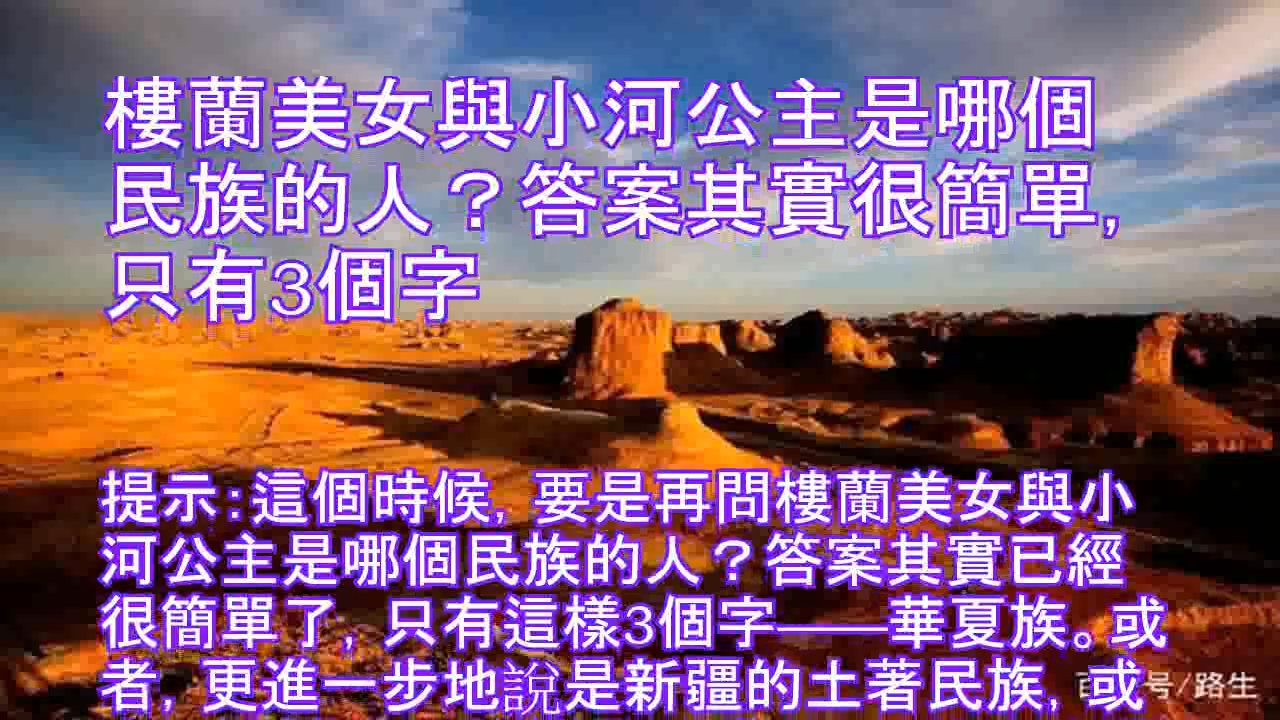 樓蘭美女與小河公主是哪個
民族的人？答案其實很簡單，
只有3個字
提示：這個時候，要是再問樓蘭美女與小
河公主是哪個民族的人？答案其實已經
很簡單了，只有這樣3個字——華夏族。或
者，更進一步地說是新疆的土著民族，或
号/路生